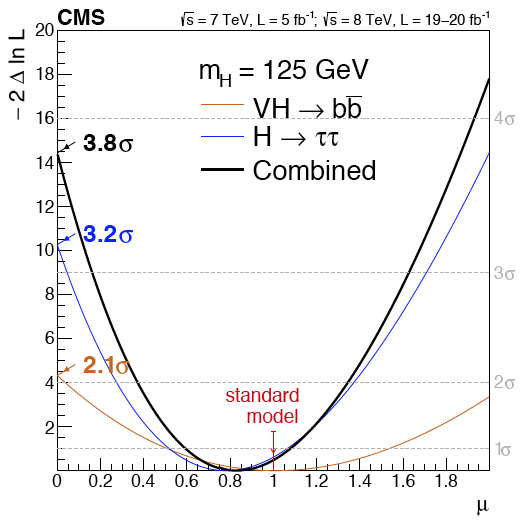 CMS √s = 7 TeV, L = 5 fb⁻¹; √s = 8 TeV, L = 19–20 fb⁻¹
− 2 Δ ln L
20
18
16
14
12
10
8
6
4
2
m_H = 125 GeV
VH → bb̅
H → ττ
Combined
3.8σ
3.2σ
2.1σ
4σ
3σ
2σ
1σ
standard
model
0 0.2 0.4 0.6 0.8 1 1.2 1.4 1.6 1.8
μ